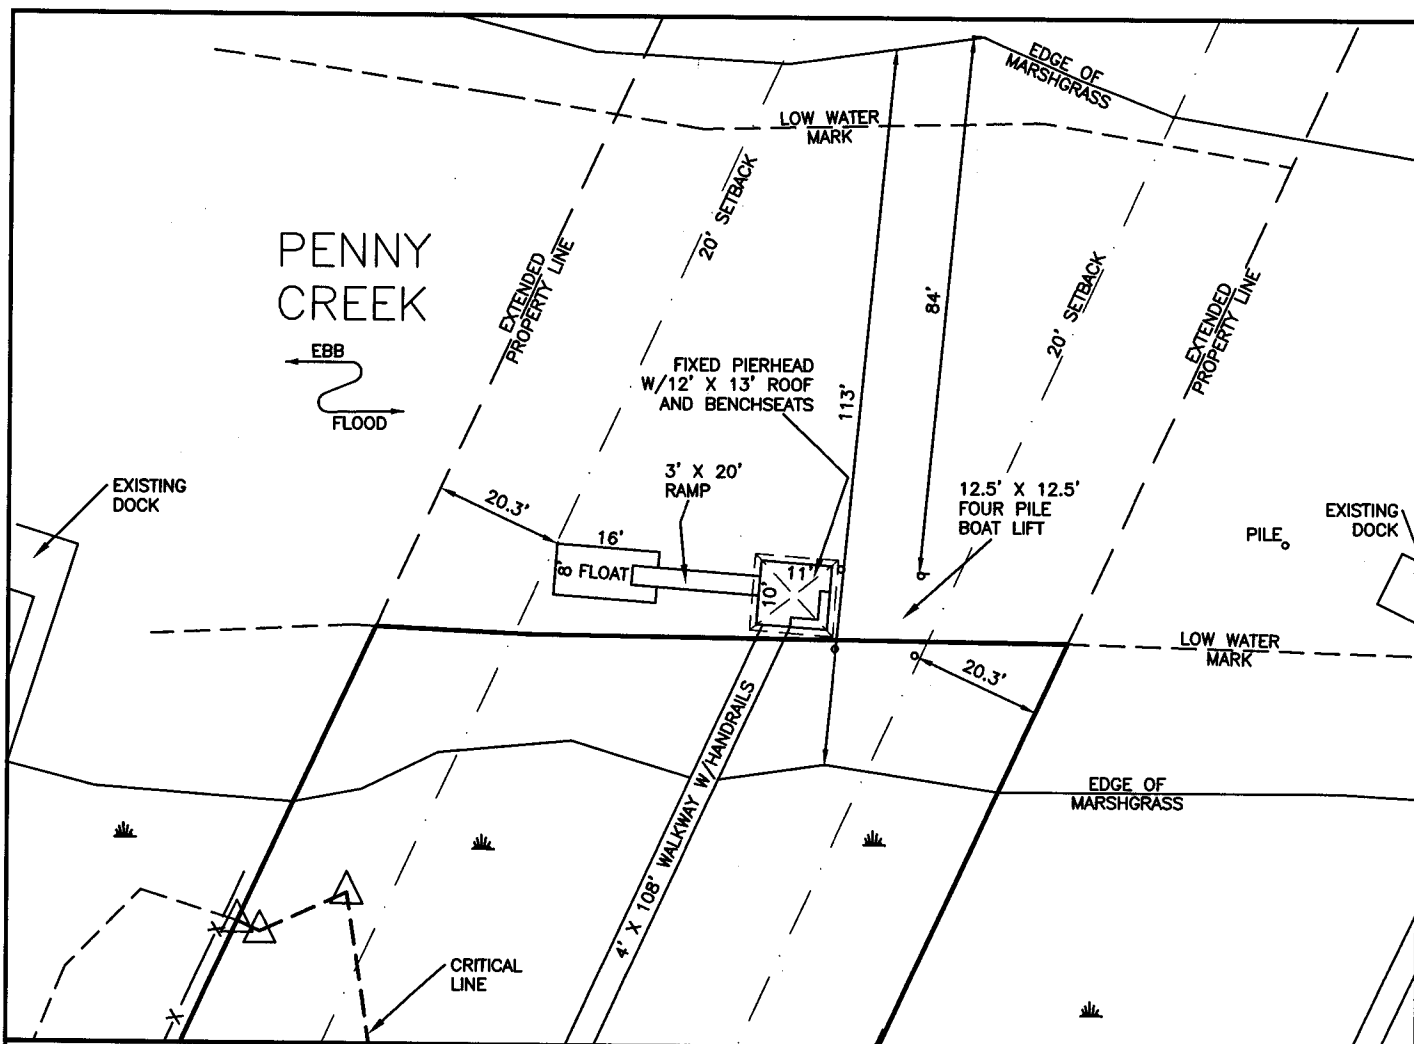 EDGE OF
MARSHGRASS
LOW WATER
MARK
20' SETBACK
PENNY
CREEK
EBB
FLOOD
EXTENDED
PROPERTY LINE
84'
20' SETBACK
EXTENDED
PROPERTY LINE
FIXED PIERHEAD
W/12' X 13' ROOF
AND BENCHSEATS
113'
3' X 20'
RAMP
EXISTING
DOCK
20.3'
12.5' X 12.5'
FOUR PILE
BOAT LIFT
PILE
EXISTING
DOCK
16'
8'
FLOAT
11'
10'
LOW WATER
MARK
20.3'
4' X 108' WALKWAY W/HANDRAILS
EDGE OF
MARSHGRASS
CRITICAL
LINE